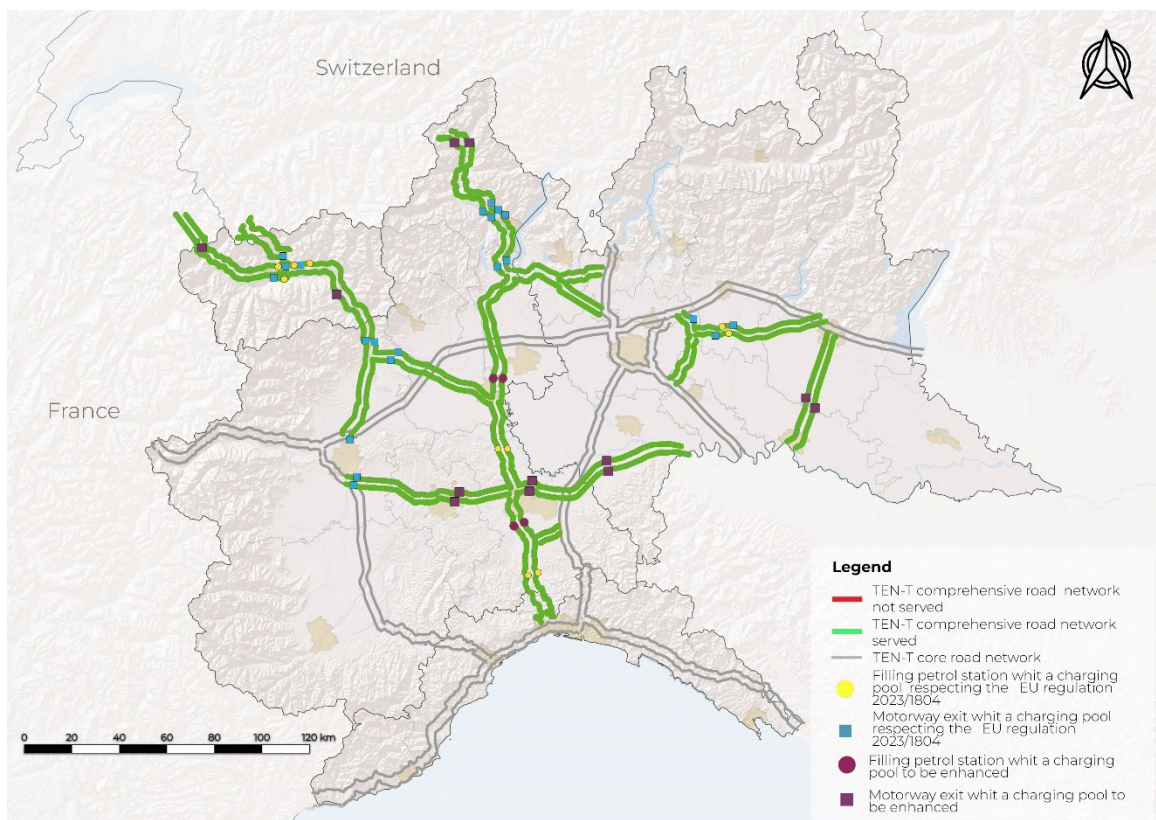 Switzerland
France
Legend
TEN-T comprehensive road network
not served
TEN-T comprehensive road network
served
TEN-T core road network
Filling petrol station whit a charging
pool respecting the EU regulation
2023/1804
Motorway exit whit a charging pool
respecting the EU regulation
2023/1804
Filling petrol station whit a charging
pool to be enhanced
Motorway exit whit a charging pool to
be enhanced
0 20 40 60 80 100 120 km